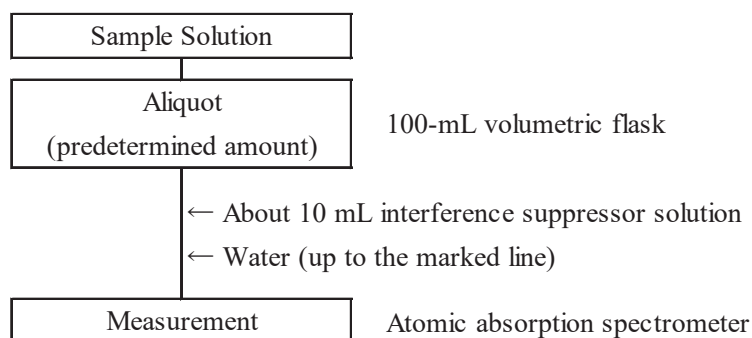 Sample Solution
Aliquot
(predetermined amount)
100-mL volumetric flask
← About 10 mL interference suppressor solution
← Water (up to the marked line)
Measurement
Atomic absorption spectrometer